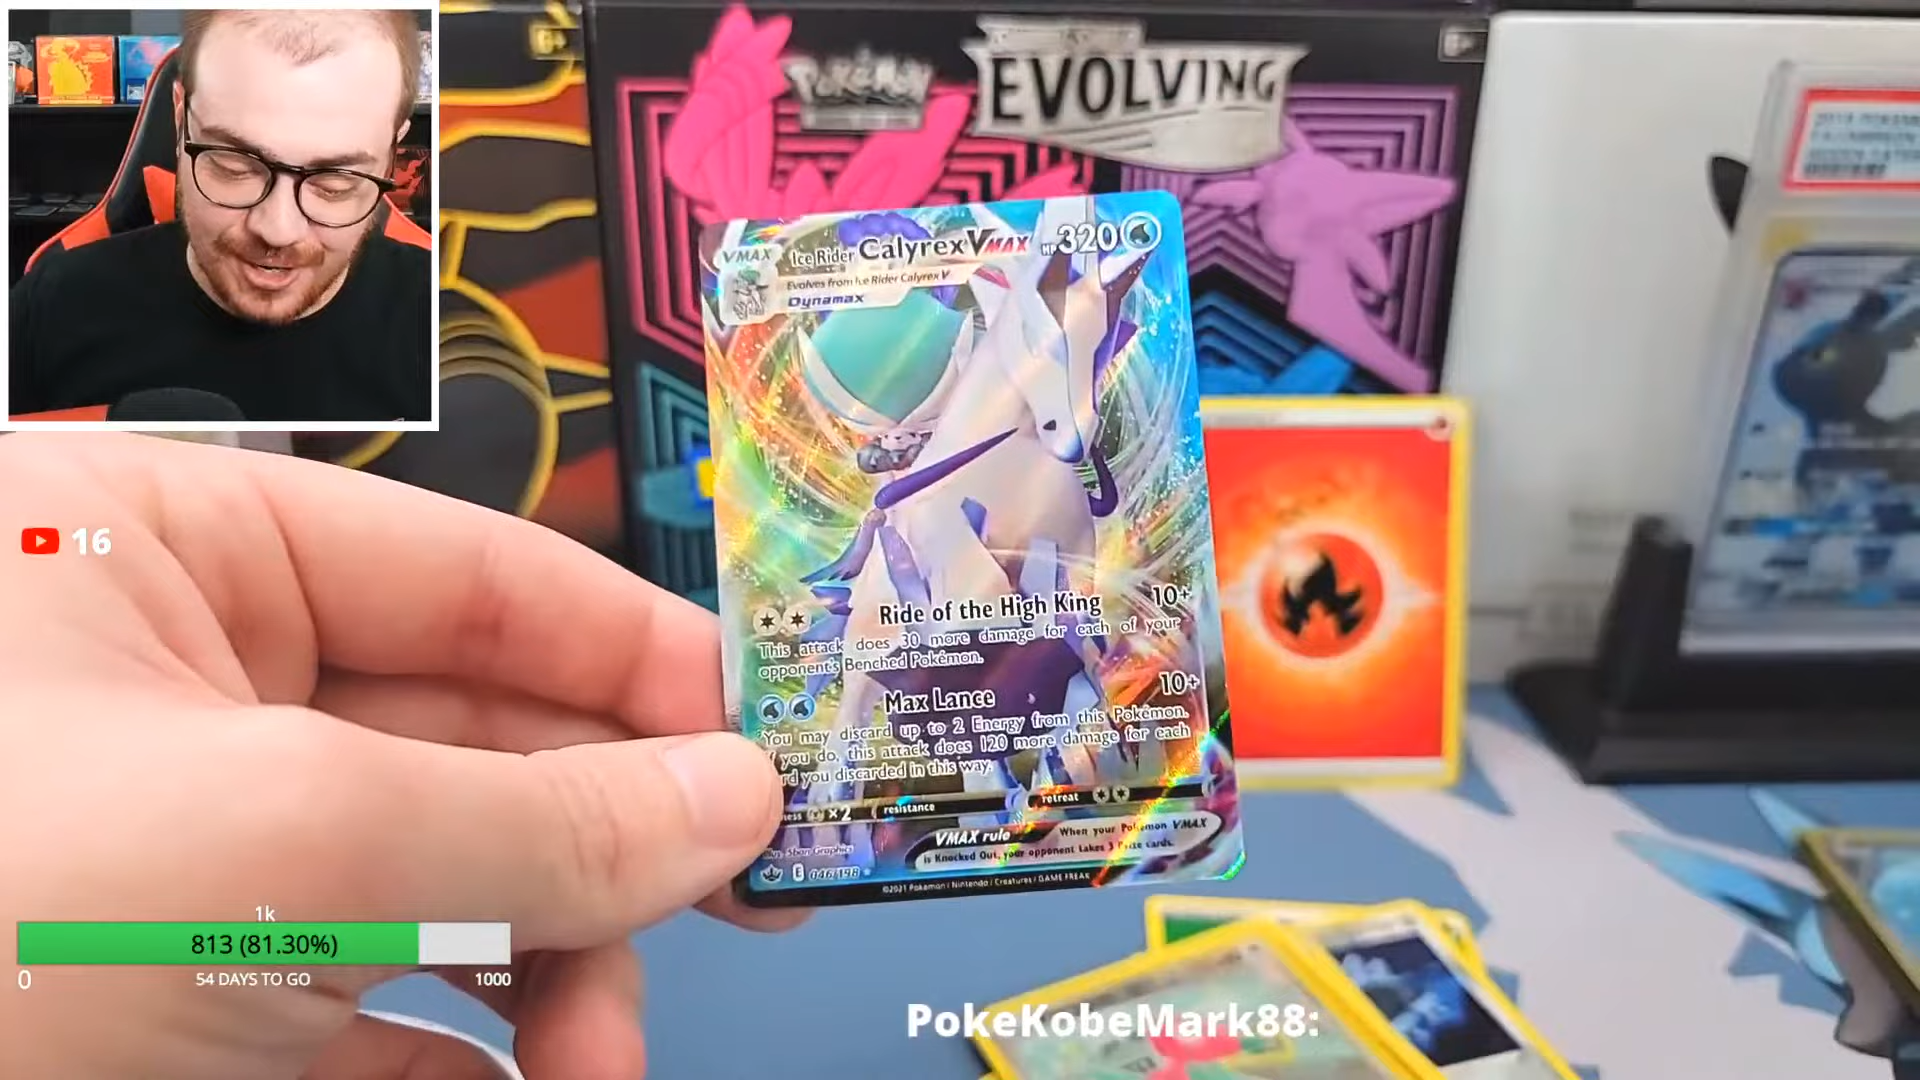 Pokémon
EVOLVING
VMAX
Ice Rider Calyrex VMAX HP 320
Evolves from Ice Rider Calyrex V
Dynamax
Ride of the High King 10+
This attack does 30 more damage for each of your
opponent's Benched Pokémon.
Max Lance 10+
You may discard up to 2 Energy from this Pokémon.
you do, this attack does 120 more damage for each
you discarded in this way.
×2 resistance retreat
VMAX rule When your Pokémon VMAX
is Knocked Out, your opponent takes 3 Prize cards.
E 046/198
©2021 Pokémon / Nintendo / Creatures / GAME FREAK
16
1k
813 (81.30%)
0 54 DAYS TO GO 1000
PokeKobeMark88: